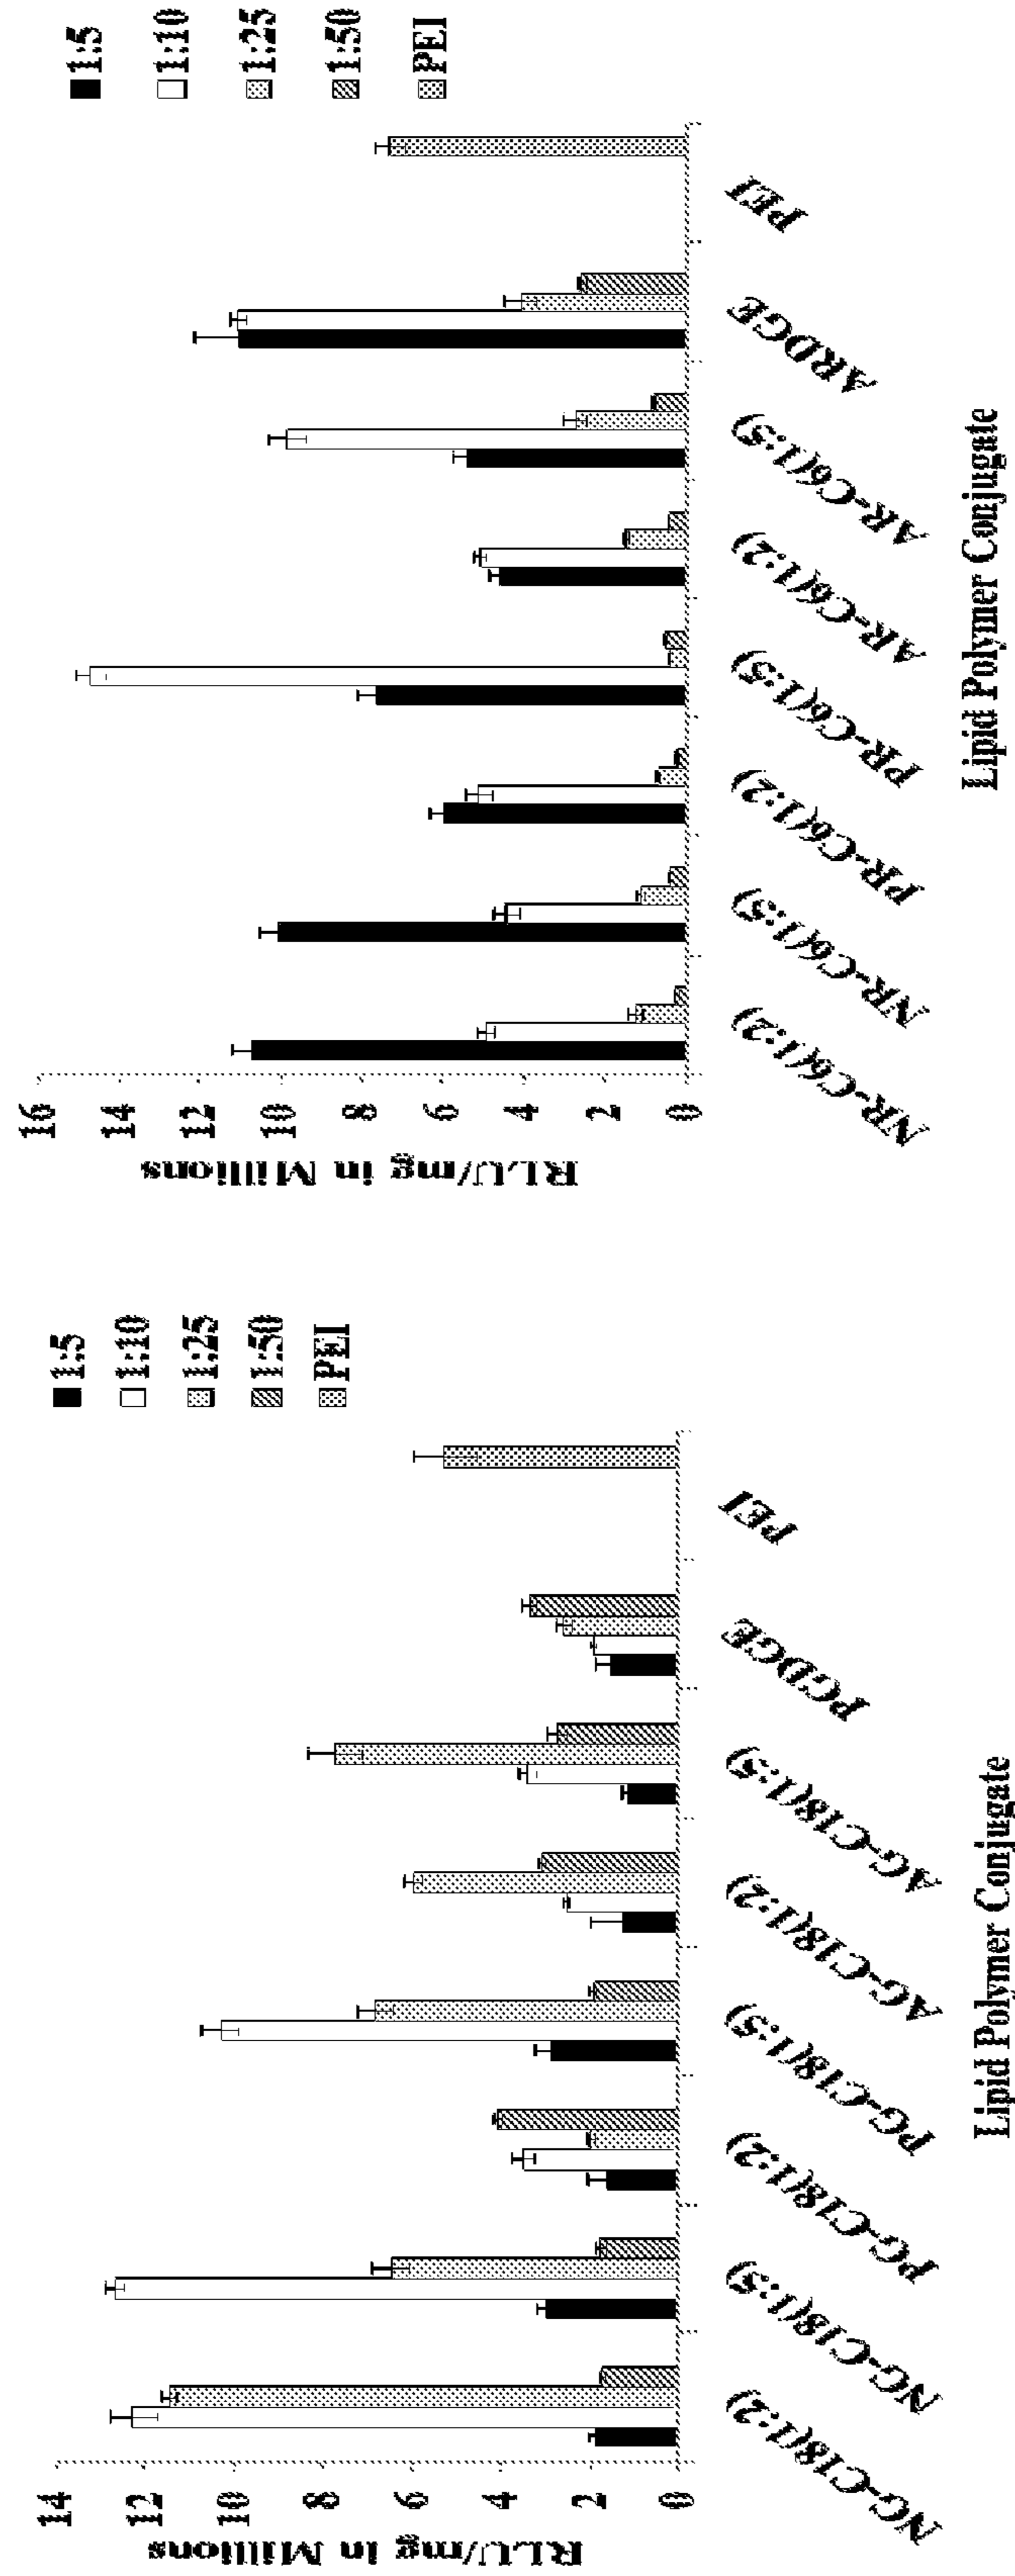 14
12
10
8
6
4
2
0
RLU/mg in Millions
NG-C18(1:2)
NG-C18(1:5)
PG-C18(1:2)
PG-C18(1:5)
AG-C18(1:2)
AG-C18(1:5)
PGDGE
PEI
Lipid Polymer Conjugate
1:5
1:10
1:25
1:50
PEI
16
14
12
10
8
6
4
2
0
RLU/mg in Millions
NR-C6(1:2)
NR-C6(1:5)
PR-C6(1:2)
PR-C6(1:5)
AR-C6(1:2)
AR-C6(1:5)
ARDGE
PEI
Lipid Polymer Conjugate
1:5
1:10
1:25
1:50
PEI